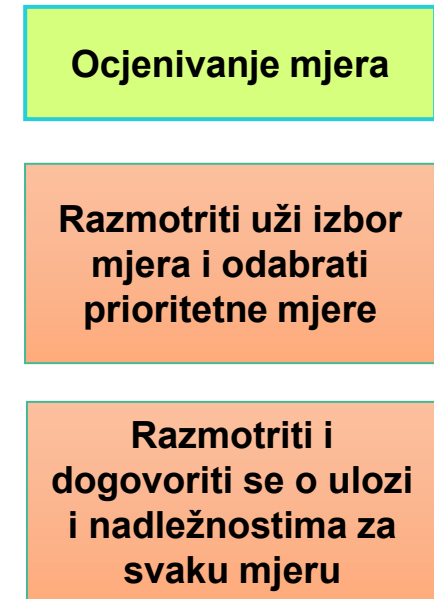 Ocjenivanje mjera
Razmotriti uži izbor
mjera i odabrati
prioritetne mjere
Razmotriti i
dogovoriti se o ulozi
i nadležnostima za
svaku mjeru